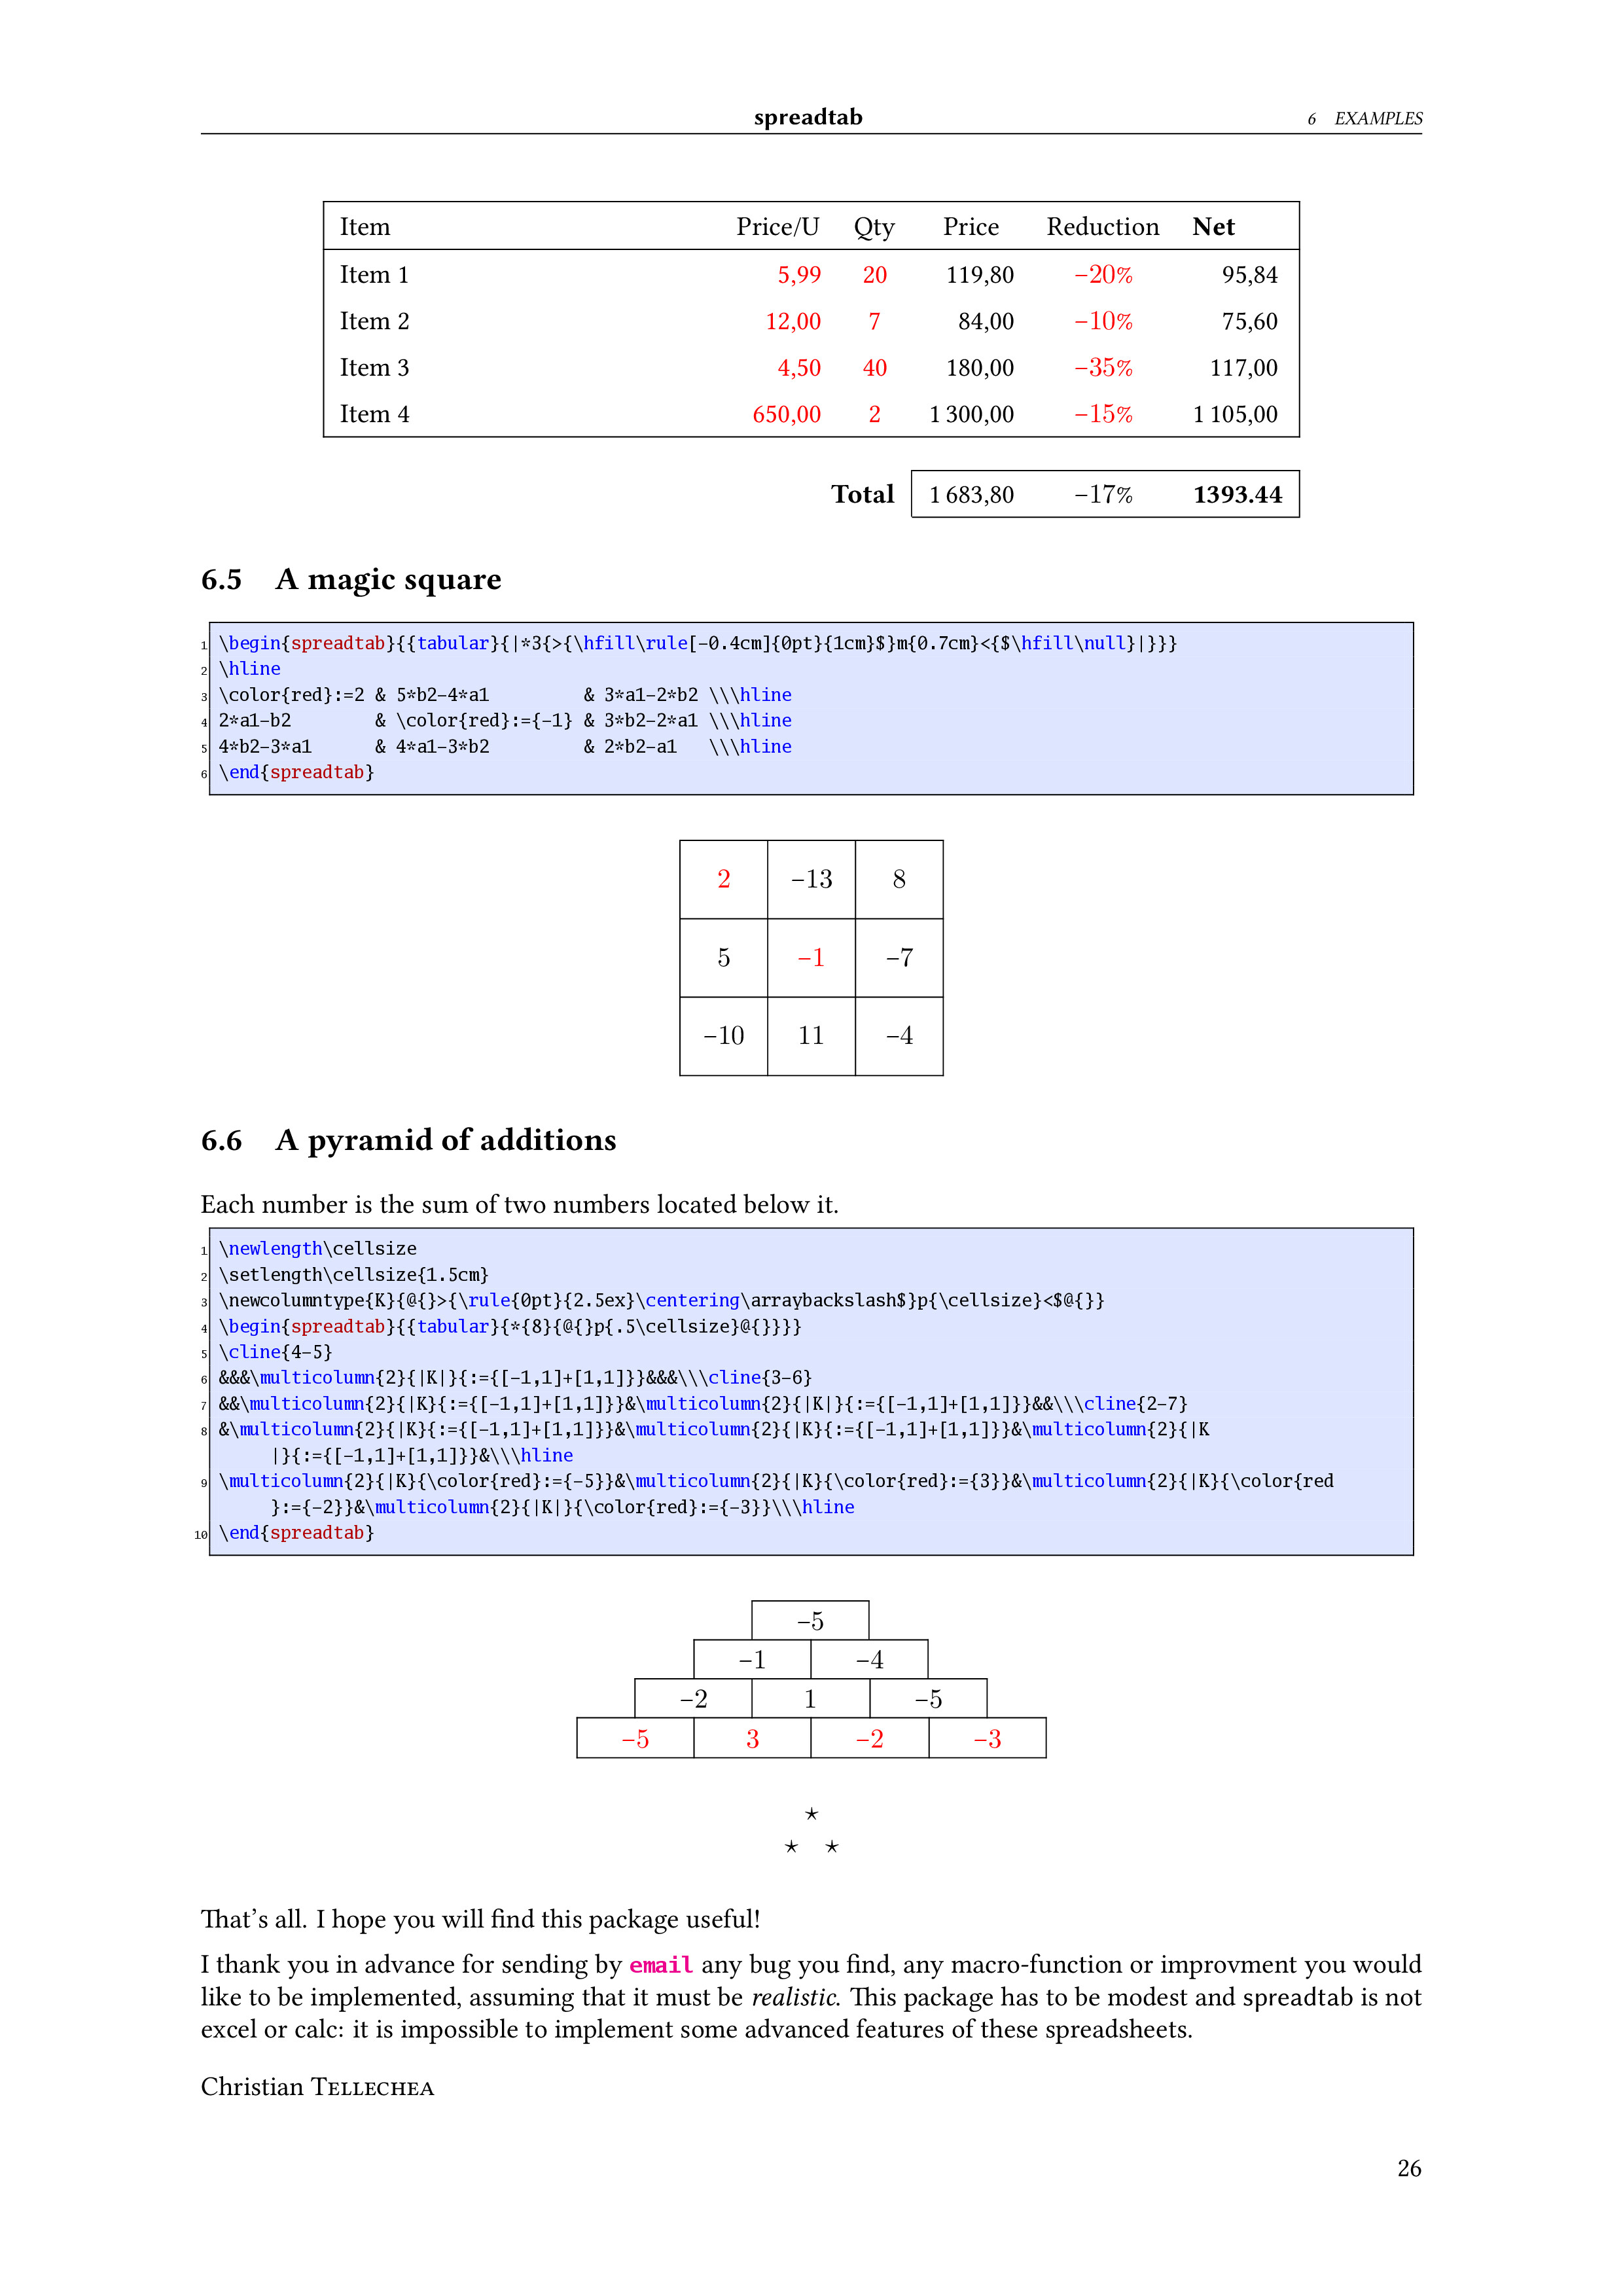 spreadtab 6 EXAMPLES
Item Price/U Qty Price Reduction Net
Item 1 5,99 20 119,80 −20% 95,84
Item 2 12,00 7 84,00 −10% 75,60
Item 3 4,50 40 180,00 −35% 117,00
Item 4 650,00 2 1 300,00 −15% 1 105,00
Total 1 683,80 −17% 1393.44
6.5 A magic square
1 \begin{spreadtab}{{tabular}{|*3{>{\hfill\rule[-0.4cm]{0pt}{1cm}$}m{0.7cm}<{$\hfill\null}|}}}
2 \hline
3 \color{red}:=2 & 5*b2-4*a1 & 3*a1-2*b2 \\\hline
4 2*a1-b2 & \color{red}:={-1} & 3*b2-2*a1 \\\hline
5 4*b2-3*a1 & 4*a1-3*b2 & 2*b2-a1 \\\hline
6 \end{spreadtab}
2 −13 8
5 −1 −7
−10 11 −4
6.6 A pyramid of additions
Each number is the sum of two numbers located below it.
1 \newlength\cellsize
2 \setlength\cellsize{1.5cm}
3 \newcolumntype{K}{@{}>{\rule{0pt}{2.5ex}\centering\arraybackslash$}p{\cellsize}<$@{}}
4 \begin{spreadtab}{{tabular}{*{8}{@{}p{.5\cellsize}@{}}}}
5 \cline{4-5}
6 &&&\multicolumn{2}{|K|}{:={[-1,1]+[1,1]}}&&&\\\cline{3-6}
7 &&\multicolumn{2}{|K}{:={[-1,1]+[1,1]}}&\multicolumn{2}{|K|}{:={[-1,1]+[1,1]}}&&\\\cline{2-7}
8 &\multicolumn{2}{|K}{:={[-1,1]+[1,1]}}&\multicolumn{2}{|K}{:={[-1,1]+[1,1]}}&\multicolumn{2}{|K
|}{:={[-1,1]+[1,1]}}&\\\hline
9 \multicolumn{2}{|K}{\color{red}:={-5}}&\multicolumn{2}{|K}{\color{red}:={3}}&\multicolumn{2}{|K}{\color{red
}:={-2}}&\multicolumn{2}{|K|}{\color{red}:={-3}}\\\hline
10 \end{spreadtab}
−5
−1 −4
−2 1 −5
−5 3 −2 −3
⋆
⋆ ⋆
That's all. I hope you will find this package useful!
I thank you in advance for sending by email any bug you find, any macro-function or improvment you would
like to be implemented, assuming that it must be realistic. This package has to be modest and spreadtab is not
excel or calc: it is impossible to implement some advanced features of these spreadsheets.
Christian TELLECHEA
26